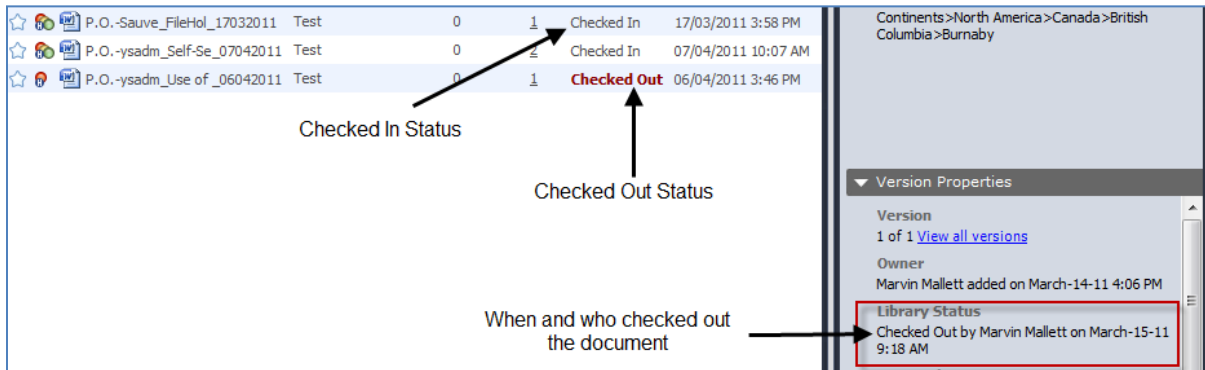 P.O.-Sauve_FileHol_17032011 Test 0 1 Checked In 17/03/2011 3:58 PM
P.O.-ysadm_Self-Se_07042011 Test 0 2 Checked In 07/04/2011 10:07 AM
P.O.-ysadm_Use of _06042011 Test 0 1 Checked Out 06/04/2011 3:46 PM
Checked In Status
Checked Out Status
When and who checked out
the document
Continents>North America>Canada>British
Columbia>Burnaby
Version Properties
Version
1 of 1 View all versions
Owner
Marvin Mallett added on March-14-11 4:06 PM
Library Status
Checked Out by Marvin Mallett on March-15-11
9:18 AM